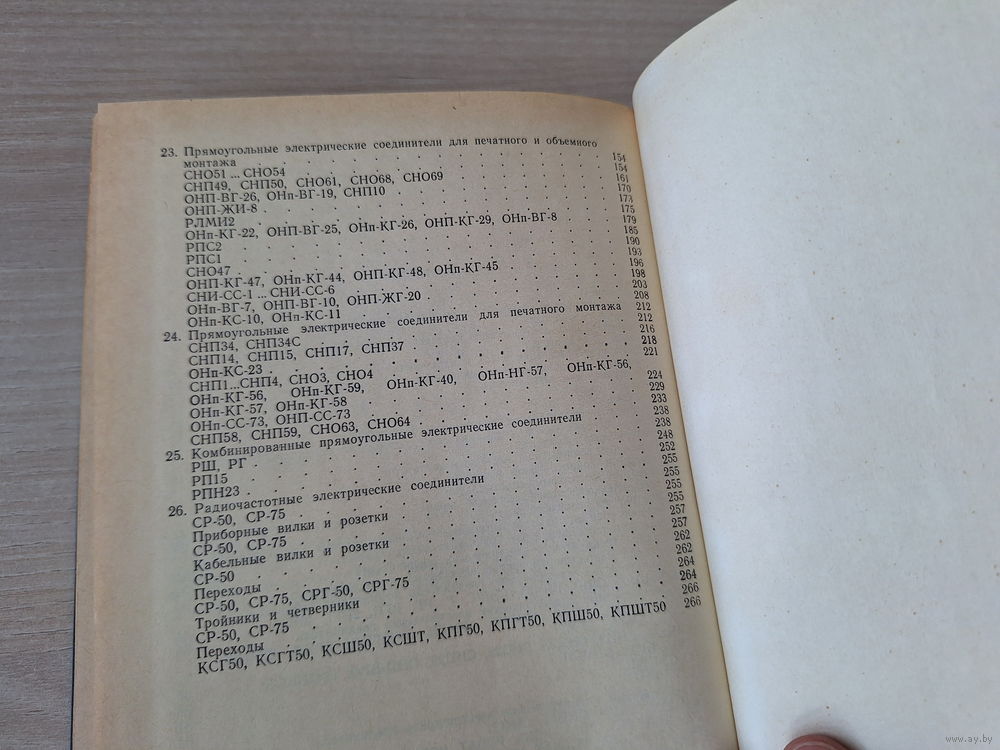 23. Прямоугольные электрические соединители для печатного и объемного
монтажа . . . . . . . . . . 154
СНО51 ... СНО54 . . . . . . . . . . 154
СНП49, СНП50, СНО61, СНО68, СНО69 . . . . . 161
ОНП-ВГ-26, ОНп-ВГ-19, СНП10 . . . . . . 170
ОНП-ЖИ-8 . . . . . . . . . . 173
РЛМИ2 . . . . . . . . . . 175
ОНп-КГ-22, ОНП-ВГ-25, ОНп-КГ-26, ОНП-КГ-29, ОНп-ВГ-8 . 179
РПС2 . . . . . . . . . . 185
РПС1 . . . . . . . . . . 190
СНО47 . . . . . . . . . . 193
ОНП-КГ-47, ОНп-КГ-44, ОНП-КГ-48, ОНп-КГ-45 . . . 196
СНИ-СС-1 ... СНИ-СС-6 . . . . . . . 198
ОНп-ВГ-7, ОНП-ВГ-10, ОНП-ЖГ-20 . . . . . 203
ОНп-КС-10, ОНп-КС-11 . . . . . . . 208
24. Прямоугольные электрические соединители для печатного монтажа 212
СНП34, СНП34С . . . . . . . . 212
СНП14, СНП15, СНП17, СНП37 . . . . . . 216
ОНп-КС-23 . . . . . . . . . . 218
СНП1...СНП4, СНО3, СНО4 . . . . . . . 221
ОНп-КГ-56, ОНп-КГ-59, ОНп-КГ-40, ОНп-НГ-57, ОНп-КГ-56,
ОНп-КГ-57, ОНп-КГ-58 . . . . . . . 224
ОНп-СС-73, ОНП-СС-73 . . . . . . . 229
СНП58, СНП59, СНО63, СНО64 . . . . . . 233
25. Комбинированные прямоугольные электрические соединители 238
РШ, РГ . . . . . . . . . . 238
РП15 . . . . . . . . . . 248
РПН23 . . . . . . . . . . 252
26. Радиочастотные электрические соединители . . . . 255
СР-50, СР-75 . . . . . . . . . 255
Приборные вилки и розетки . . . . . . 255
СР-50, СР-75 . . . . . . . . . 255
Кабельные вилки и розетки . . . . . . 257
СР-50 . . . . . . . . . . 257
Переходы . . . . . . . . . . 262
СР-50, СР-75, СРГ-50, СРГ-75 . . . . . . 262
Тройники и четверники . . . . . . . 264
СР-50, СР-75 . . . . . . . . . 264
Переходы . . . . . . . . . . 266
КСГ50, КСГТ50, КСШ50, КСШТ, КПГ50, КПГТ50, КПШ50, КПШТ50 266
www.ay.by